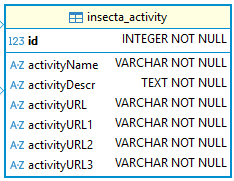 insecta_activity
123 id INTEGER NOT NULL
A-Z activityName VARCHAR NOT NULL
A-Z activityDescr TEXT NOT NULL
A-Z activityURL VARCHAR NOT NULL
A-Z activityURL1 VARCHAR NOT NULL
A-Z activityURL2 VARCHAR NOT NULL
A-Z activityURL3 VARCHAR NOT NULL